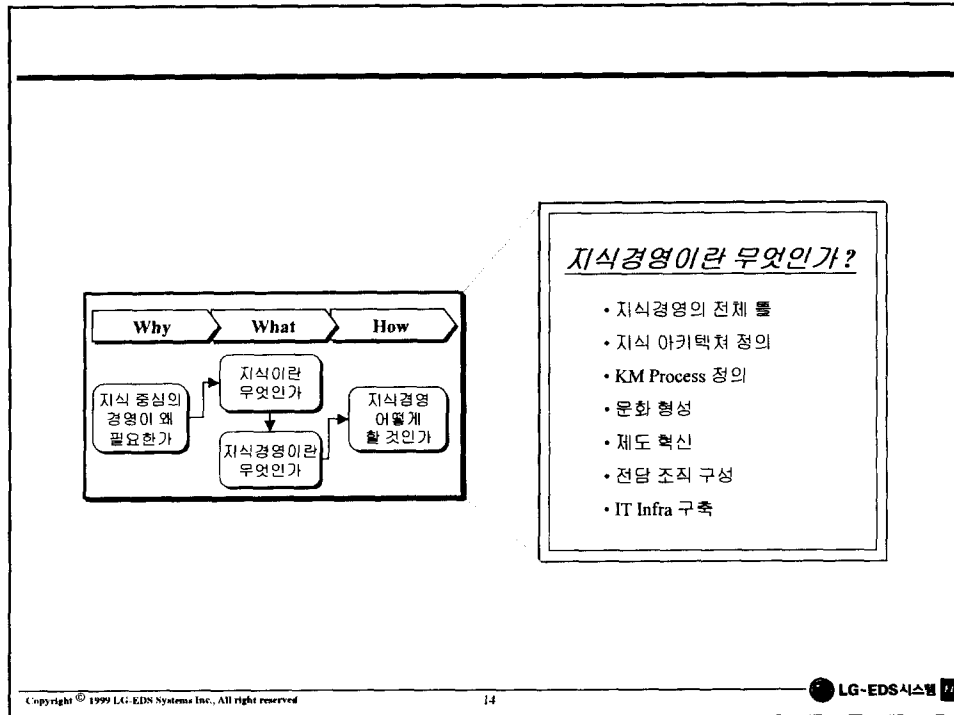 Why
What
How
지식 중심의
경영이 왜
필요한가
지식이란
무엇인가
지식경영이란
무엇인가
지식경영
어떻게
할 것인가
지식경영이란 무엇인가?
• 지식경영의 전체 틀
• 지식 아키텍쳐 정의
• KM Process 정의
• 문화 형성
• 제도 혁신
• 전담 조직 구성
• IT Infra 구축
Copyright © 1999 LG-EDS Systems Inc., All right reserved
14
LG-EDS시스템